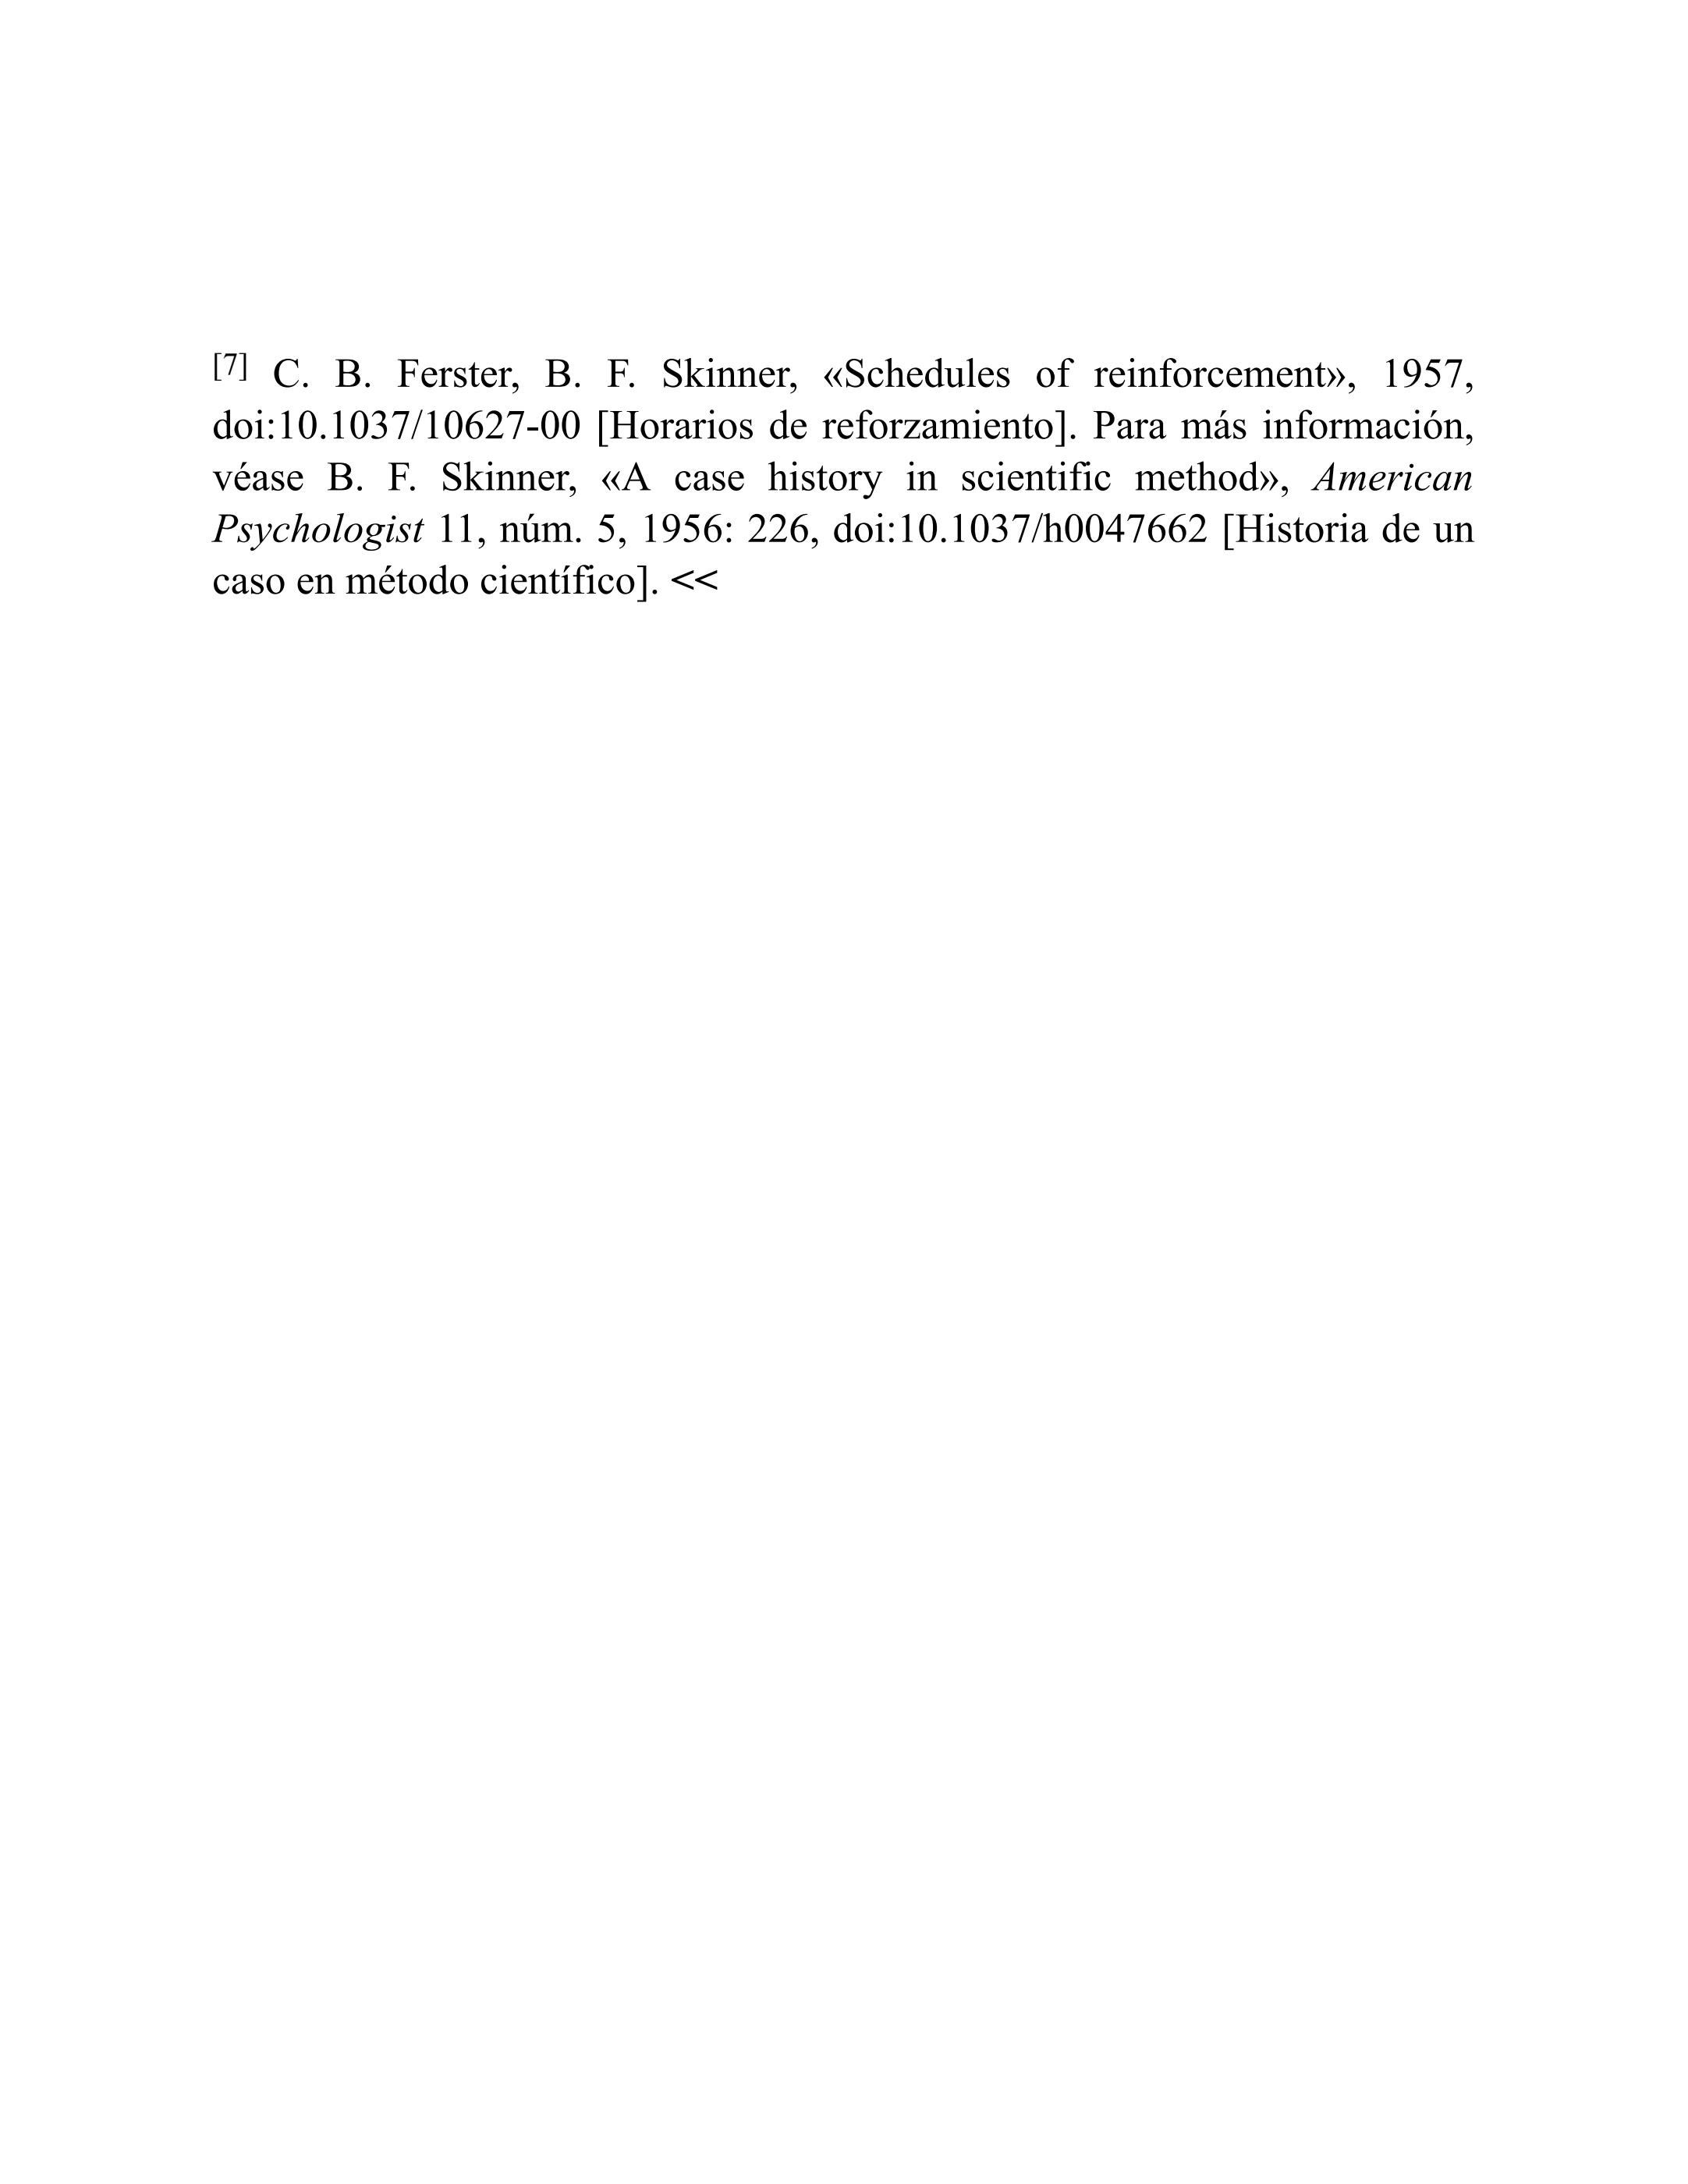 [7] C. B. Ferster, B. F. Skinner, «Schedules of reinforcement», 1957,
doi:10.1037/10627-00 [Horarios de reforzamiento]. Para más información,
véase B. F. Skinner, «A case history in scientific method», American
Psychologist 11, núm. 5, 1956: 226, doi:10.1037/h0047662 [Historia de un
caso en método científico]. <<